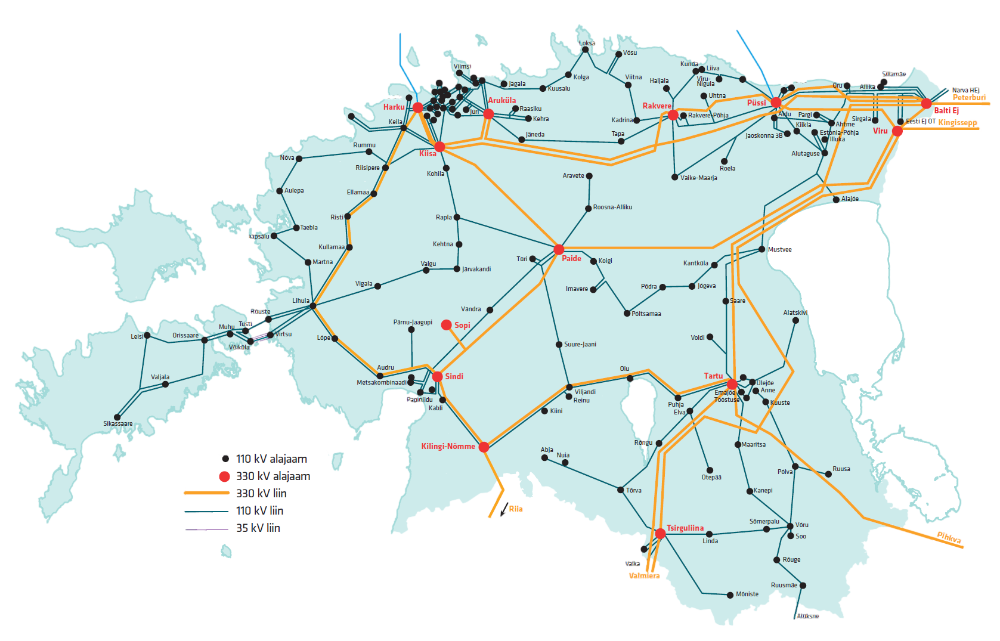 Loksa
Võsu
Viimsi
Kunda
Liiva
Viitna
Kolga
Haljala
Viru-
Nigula
Jägala
Kuusalu
Oru
Sillamäe
Allika
Narva HEJ
Peterburi
Aruküla
Uhtna
Harku
Jüri
Raasiku
Rakvere
Püssi
Balti Ej
Kehra
Rakvere-Põhja
Aidu
Pargi
Sirgala
Eesti EJ OT
Kingissepp
Keila
Kadrina
Kiikla
Ahtme
Viru
Jäneda
Tapa
Jaoskonna 3B
Estonia-Põhja
Illuka
Rummu
Kiisa
Nõva
Alutaguse
Riisipere
Kohila
Roela
Aravete
Väike-Maarja
Aulepa
Ellamaa
Alajõe
Roosna-Alliku
Risti
Rapla
Taebla
Kullamaa
Kehtna
Mustvee
Martna
Türi
Paide
Koigi
Kantküla
Valgu
Järvakandi
Vigala
Imavere
Põdra
Jõgeva
Lihula
Saare
Rouste
Vändra
Põltsamaa
Alatskivi
Muhu
Tusti
Pärnu-Jaagupi
Sopi
Leisi
Orissaare
Virtsu
Lõpe
Voldi
Võiküla
Suure-Jaani
Audru
Oiu
Valjala
Metsakombinaadi
Sindi
Tartu
Ülejõe
Viljandi
Emajõe
Anne
Papiniidu
Reinu
Tööstuse
Kabli
Puhja
Kuuste
Kiini
Elva
Sikassaare
Kilingi-Nõmme
Rõngu
Maaritsa
Abja
Nuia
110 kV alajaam
Otepää
Põlva
Ruusa
330 kV alajaam
330 kV liin
Tõrva
Kanepi
110 kV liin
Riia
35 kV liin
Tsirguliina
Sõmerpalu
Võru
Linda
Soo
Pihkva
Valka
Rõuge
Valmiera
Ruusmäe
Mõniste
Aluksne